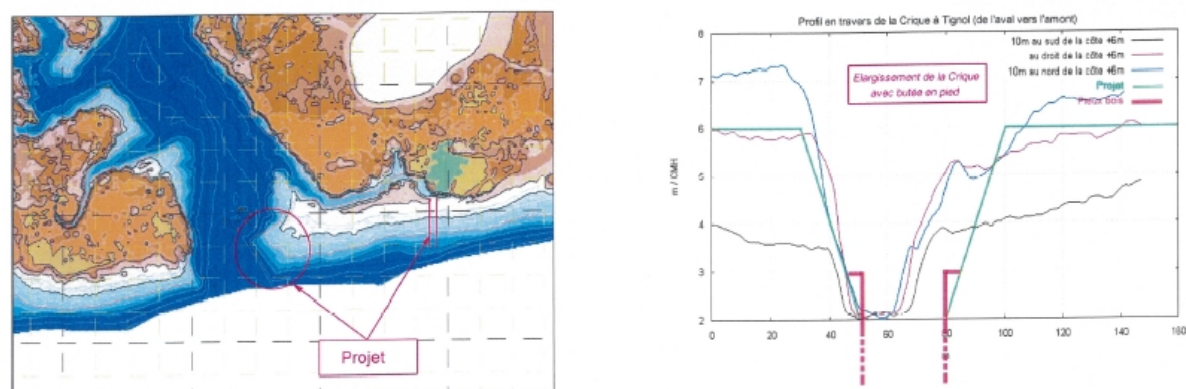 Projet
Profil en travers de la Crique à Tignol (de l'aval vers l'amont)
8
7
6
5
4
3
2
m / CMH
0
20
40
60
80
100
120
140
160
10m au sud de la côte +6m
au droit de la côte +6m
10m au nord de la côte +6m
Projet
Pieux bois
Elargissement de la Crique
avec butée en pied